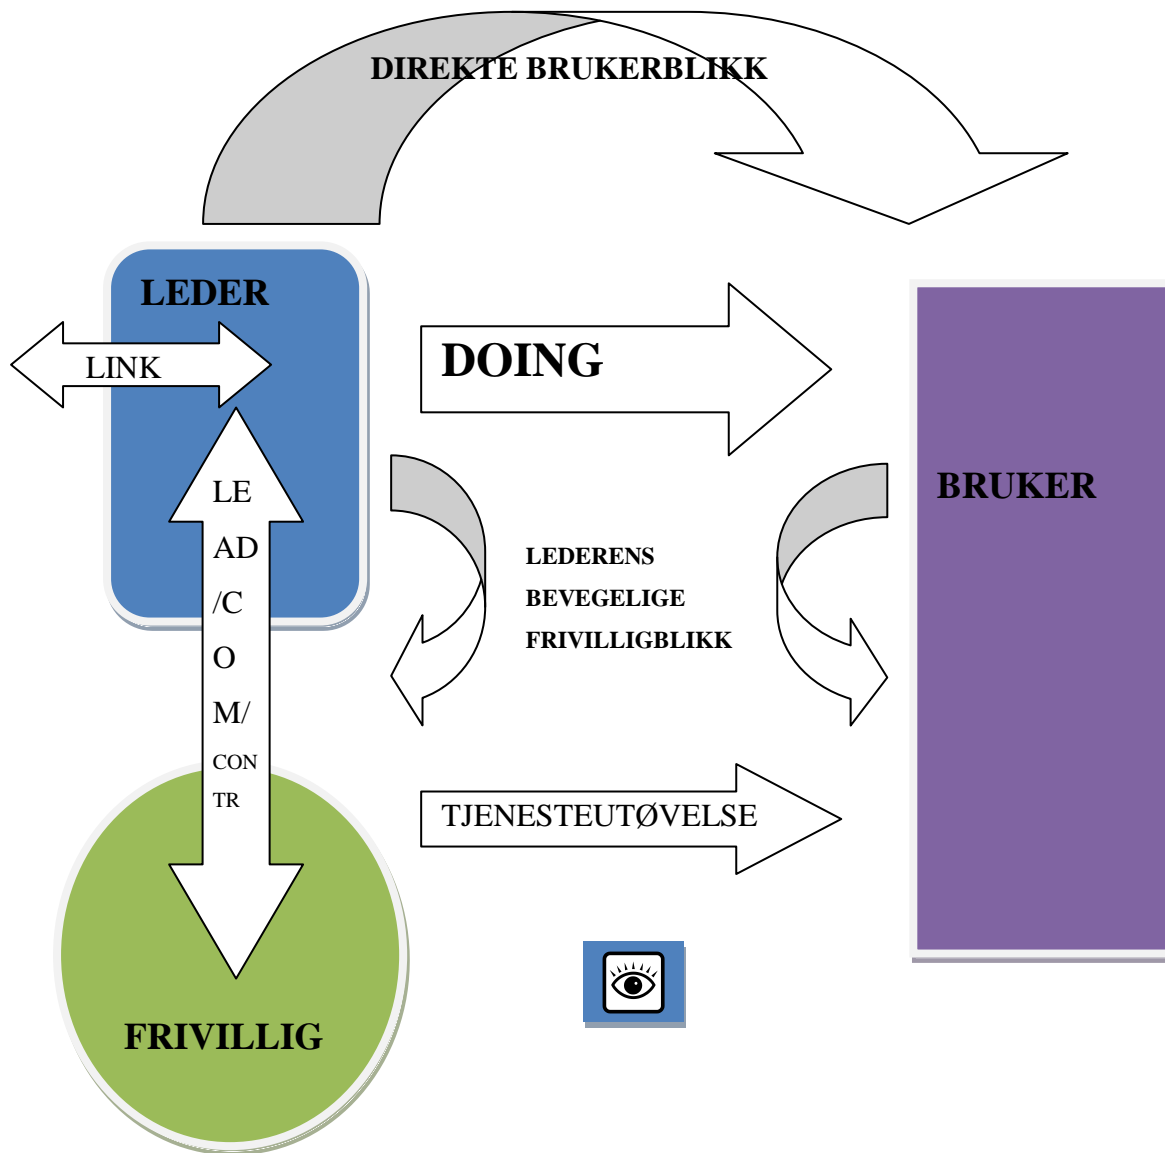 DIREKTE BRUKERBLIKK
LEDER
LINK
DOING
LE
AD
/C
O
M/
CON
TR
BRUKER
LEDERENS
BEVEGELIGE
FRIVILLIGBLIKK
TJENESTEUTØVELSE
FRIVILLIG